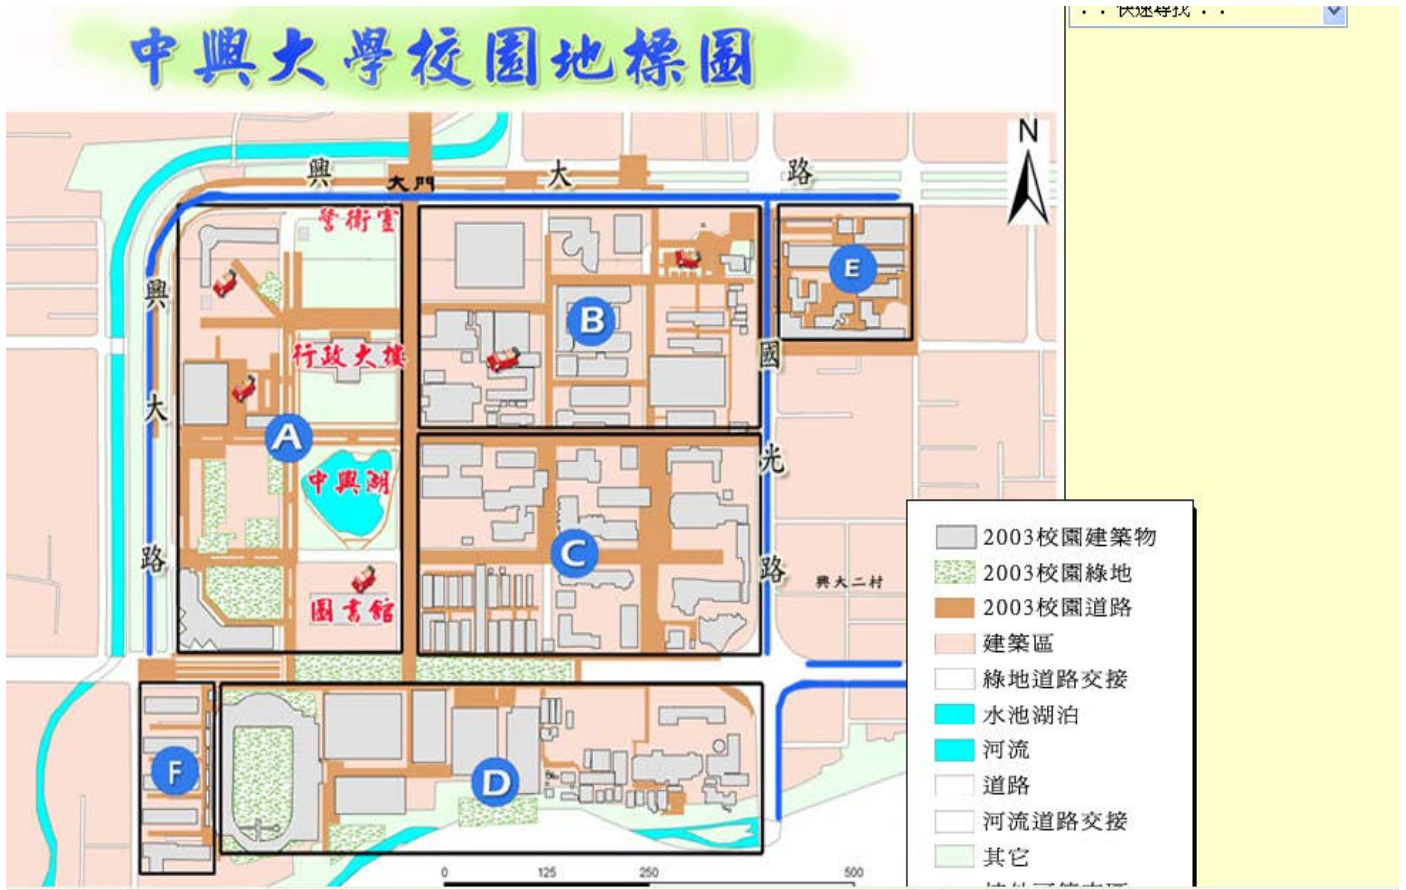 ‧‧快速尋找‧‧
中興大學校園地標圖
N
興 大 路
大門
警衛室
E
興大路
B
行政大樓
國光路
A
中興湖
C
圖書館
興大二村
F
D
2003校園建築物
2003校園綠地
2003校園道路
建築區
綠地道路交接
水池湖泊
河流
道路
河流道路交接
其它
0 125 250 500